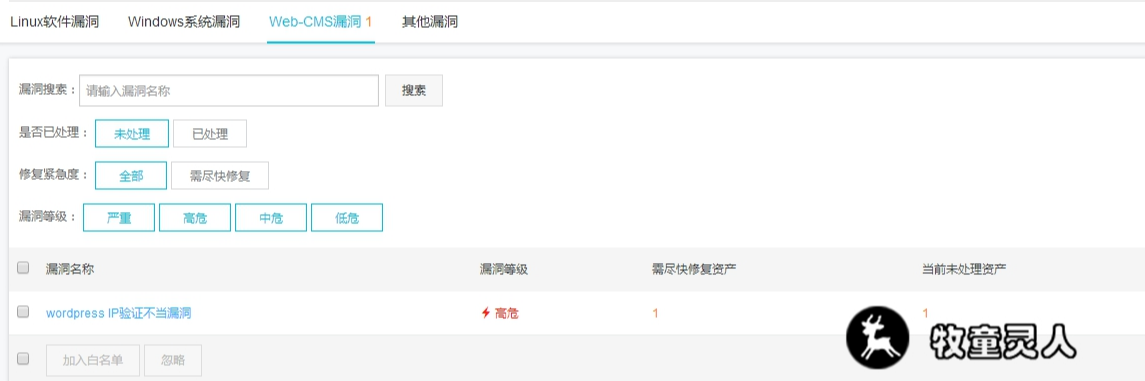 Linux软件漏洞 Windows系统漏洞 Web-CMS漏洞 1 其他漏洞
漏洞搜索： 请输入漏洞名称 搜索
是否已处理： 未处理 已处理
修复紧急度： 全部 需尽快修复
漏洞等级： 严重 高危 中危 低危
漏洞名称 漏洞等级 需尽快修复资产 当前未处理资产
wordpress IP验证不当漏洞 高危 1 1
加入白名单 忽略
牧童灵人